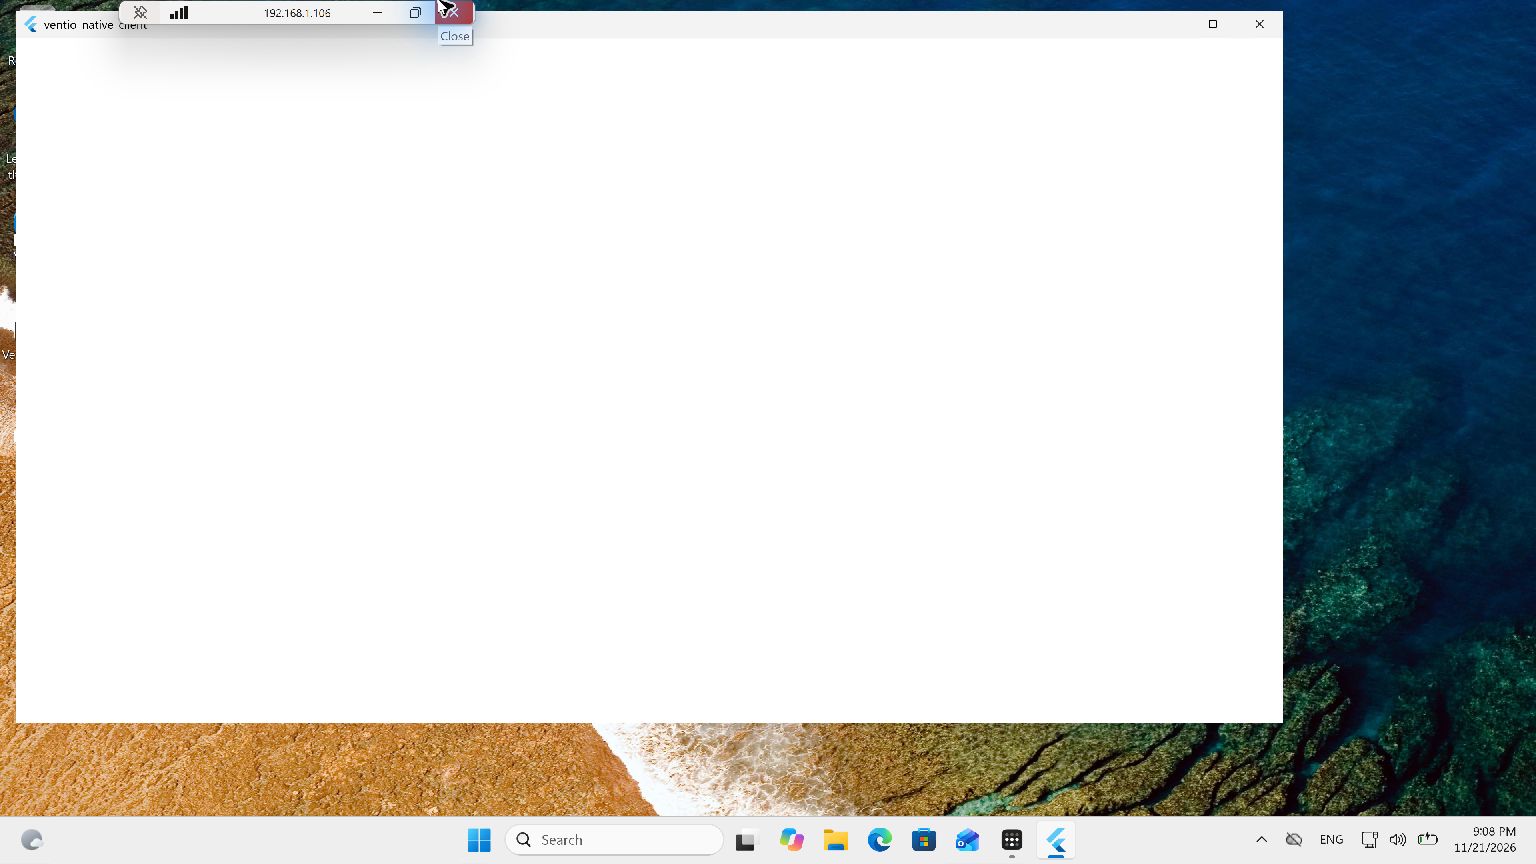 192.168.1.106
ventio_native_client
Close
Search
ENG
9:08 PM
11/21/2026